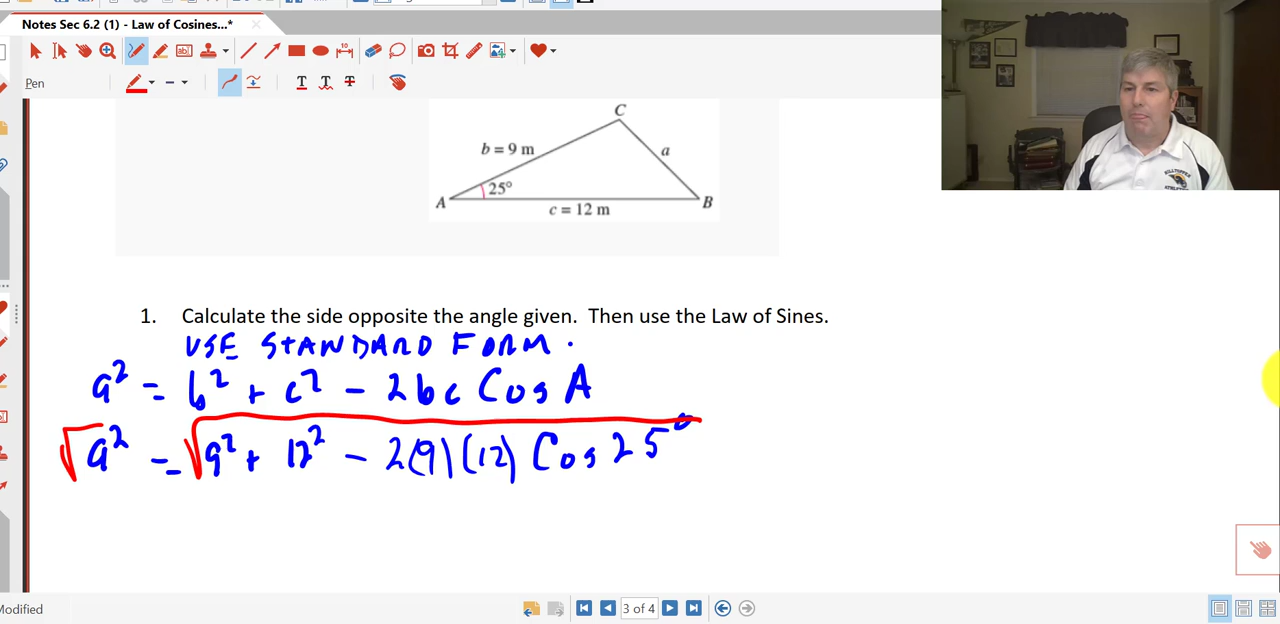 Notes Sec 6.2 (1) - Law of Cosines...*
Pen
C
b = 9 m
a
25°
A
B
c = 12 m
1. Calculate the side opposite the angle given. Then use the Law of Sines.
USE STANDARD FORM.
a² = b² + c² - 2bc Cos A
√a² = √9² + 12² - 2(9)(12) Cos 25°
Modified
3 of 4